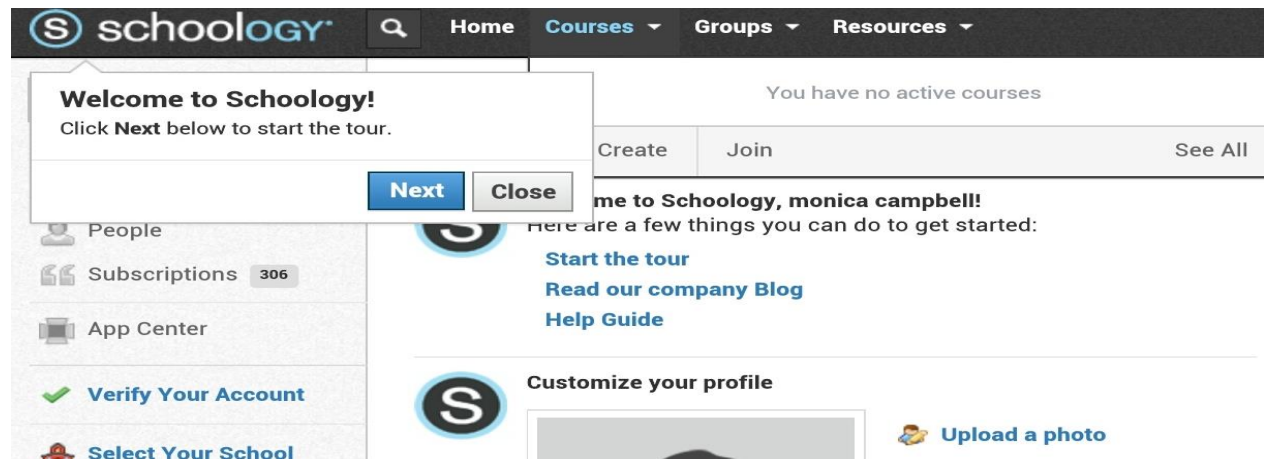 schoology
Home Courses Groups Resources
Welcome to Schoology!
Click Next below to start the tour.
Next Close
You have no active courses
Create Join See All
People
Subscriptions 306
App Center
Verify Your Account
Select Your School
me to Schoology, monica campbell!
Here are a few things you can do to get started:
Start the tour
Read our company Blog
Help Guide
Customize your profile
Upload a photo